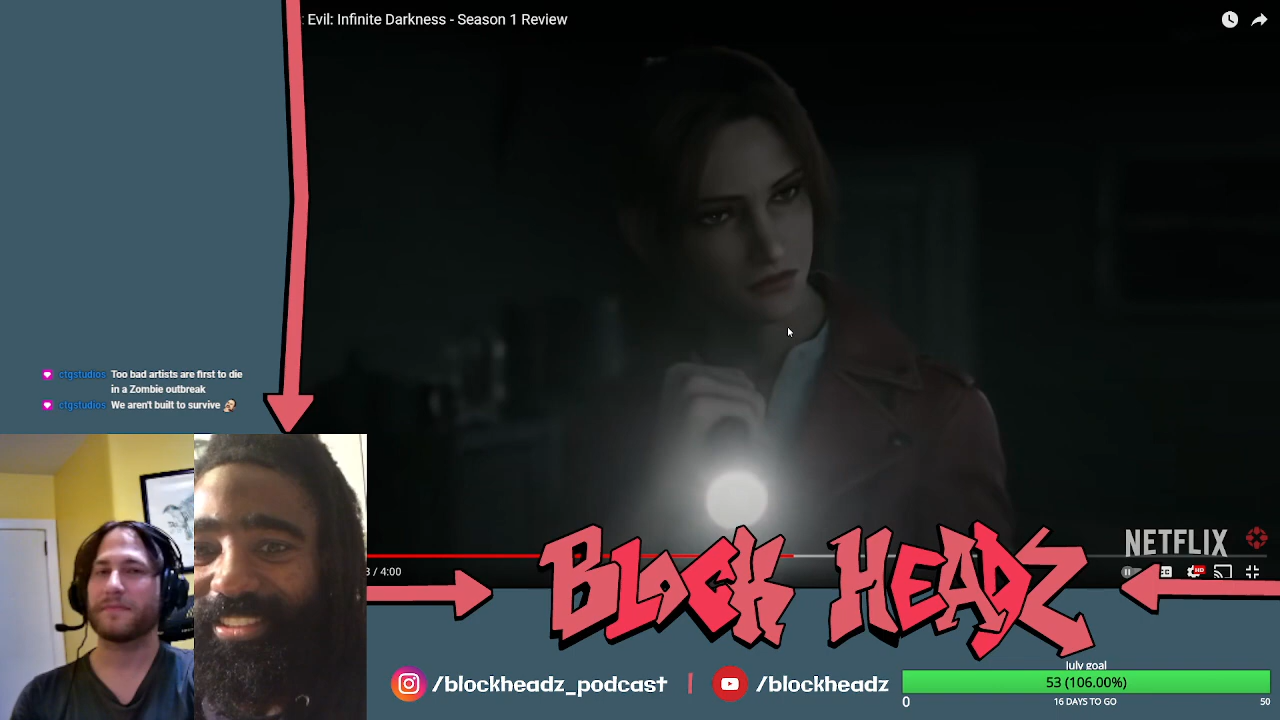 : Evil: Infinite Darkness - Season 1 Review
ctgstudios Too bad artists are first to die
in a Zombie outbreak
ctgstudios We aren't built to survive
NETFLIX
3 / 4:00
HD
BLOCK HEADZ
/blockheadz_podcast | /blockheadz
July goal
53 (106.00%)
0 16 DAYS TO GO 50